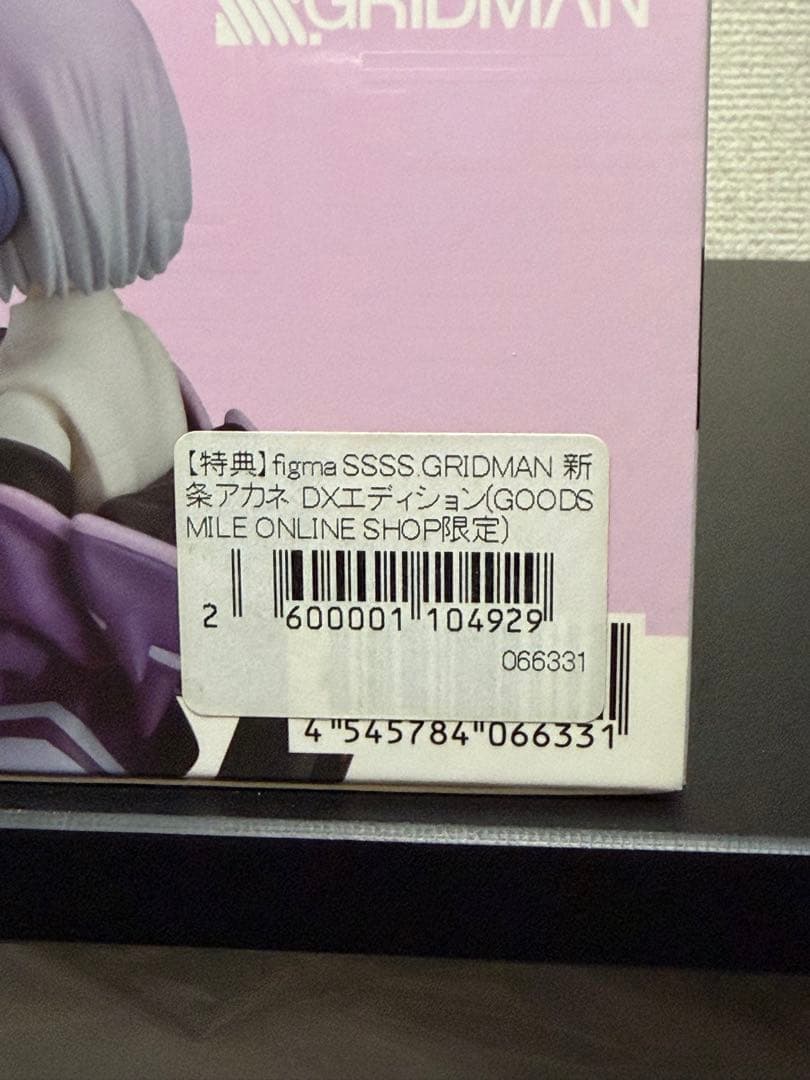 GRIDMAN
【特典】figma SSSS.GRIDMAN 新
条アカネ DXエディション(GOODS
MILE ONLINE SHOP限定)
2 600001 104929
066331
4 545784 066331